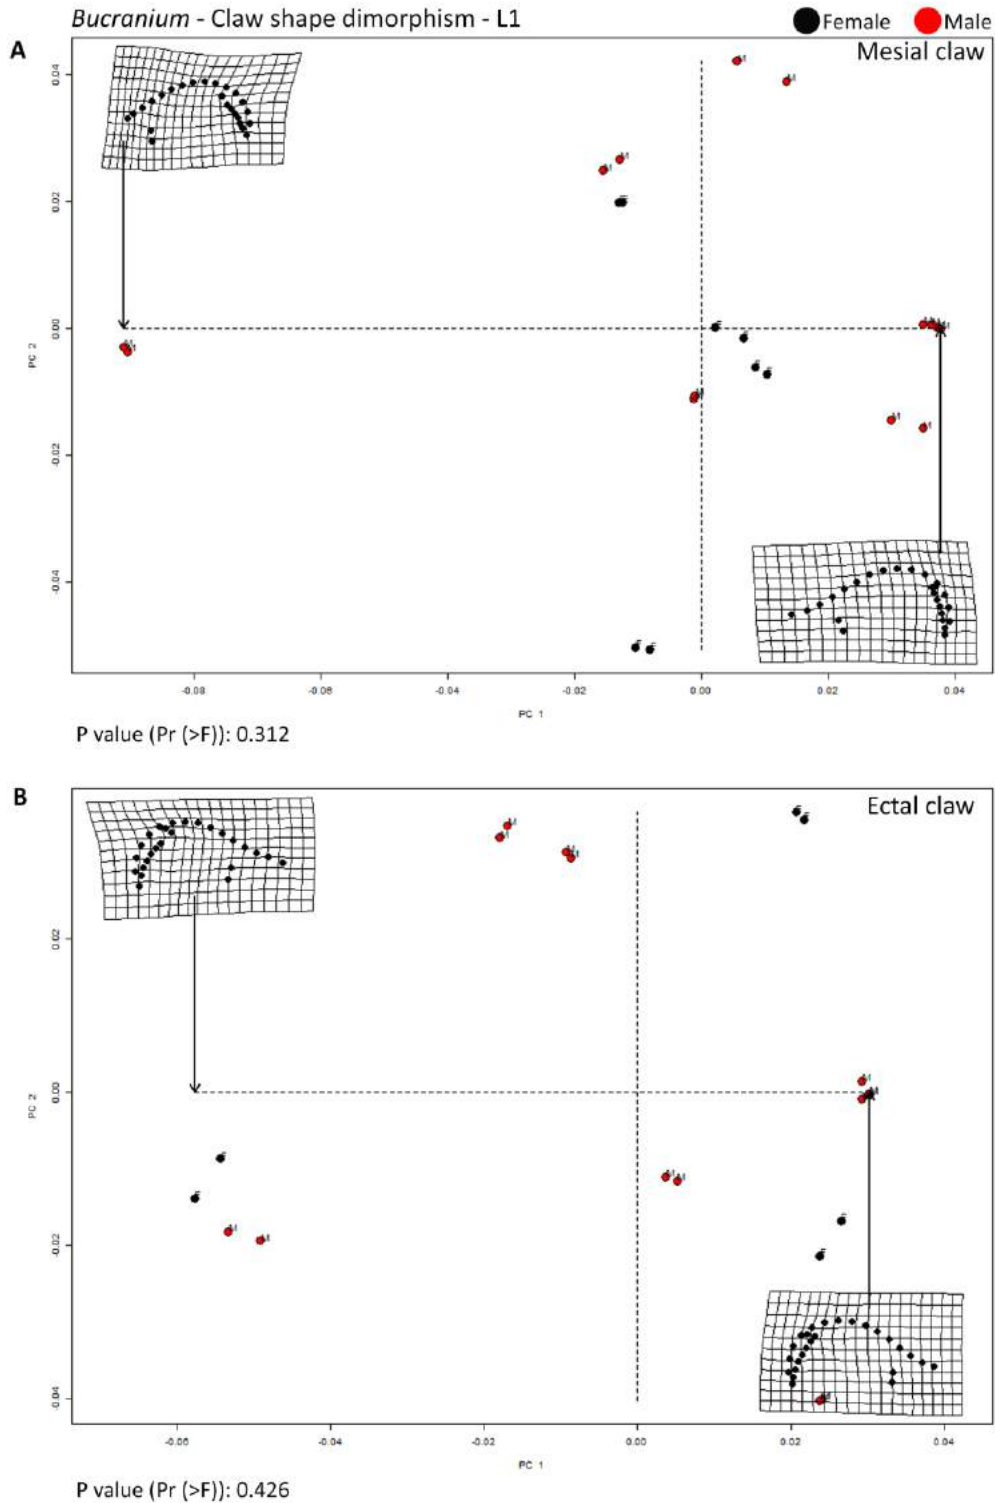 Bucranium - Claw shape dimorphism - L1
Female Male
A
Mesial claw
0.04
0.02
0.00
-0.02
-0.04
PC 2
M
M
M
M
F
F
F
F
F
M
M
M
M
M
M
M
F
F
-0.08 -0.06 -0.04 -0.02 0.00 0.02 0.04
PC 1
P value (Pr (>F)): 0.312
B
Ectal claw
0.02
0.00
-0.02
-0.04
PC 2
M
M
M
M
F
F
M
M
M
M
F
F
M
M
F
F
M
-0.06 -0.04 -0.02 0.00 0.02 0.04
PC 1
P value (Pr (>F)): 0.426